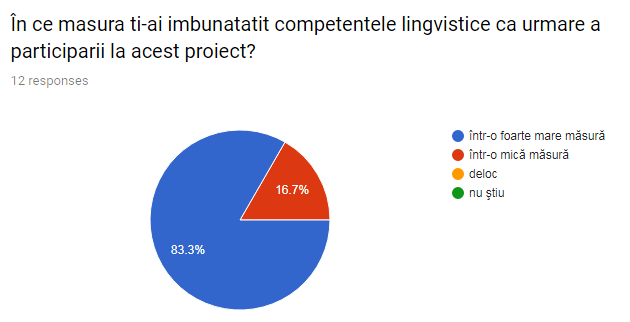 În ce masura ti-ai imbunatatit competentele lingvistice ca urmare a
participarii la acest proiect?
12 responses
într-o foarte mare măsură
într-o mică măsură
deloc
nu ştiu
16.7%
83.3%